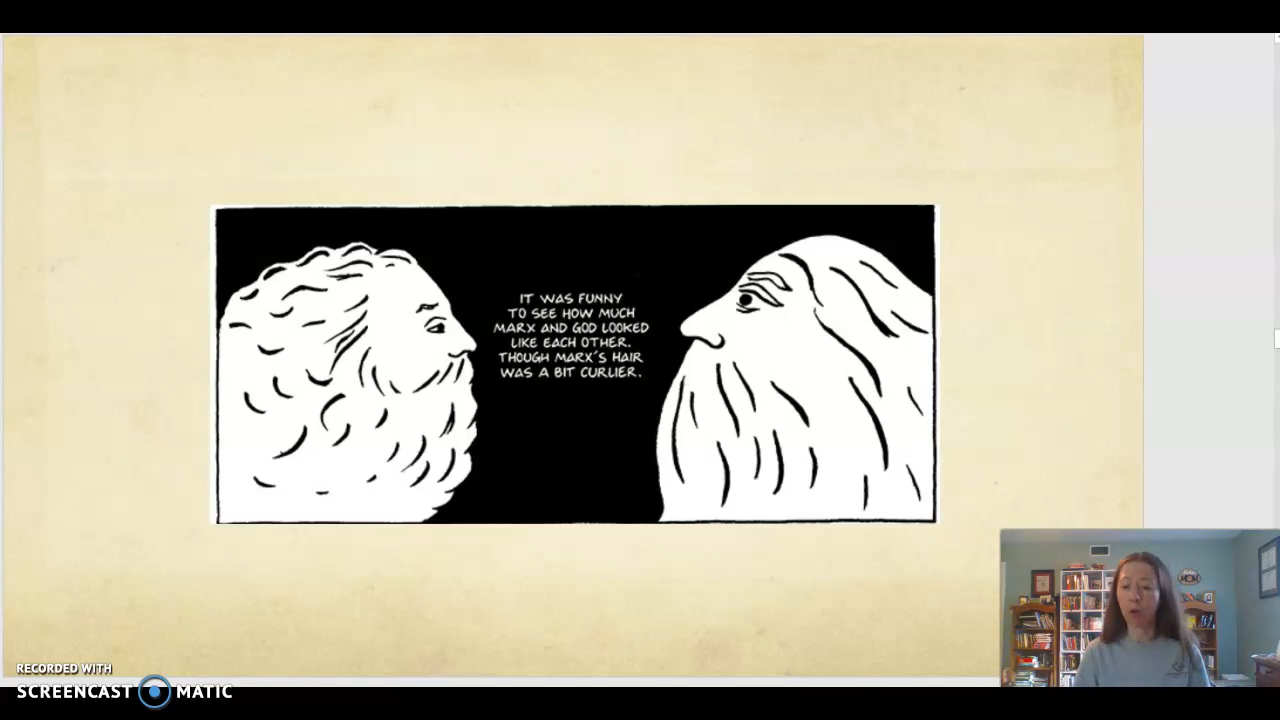 IT WAS FUNNY
TO SEE HOW MUCH
MARX AND GOD LOOKED
LIKE EACH OTHER.
THOUGH MARX'S HAIR
WAS A BIT CURLIER.
RECORDED WITH
SCREENCAST MATIC